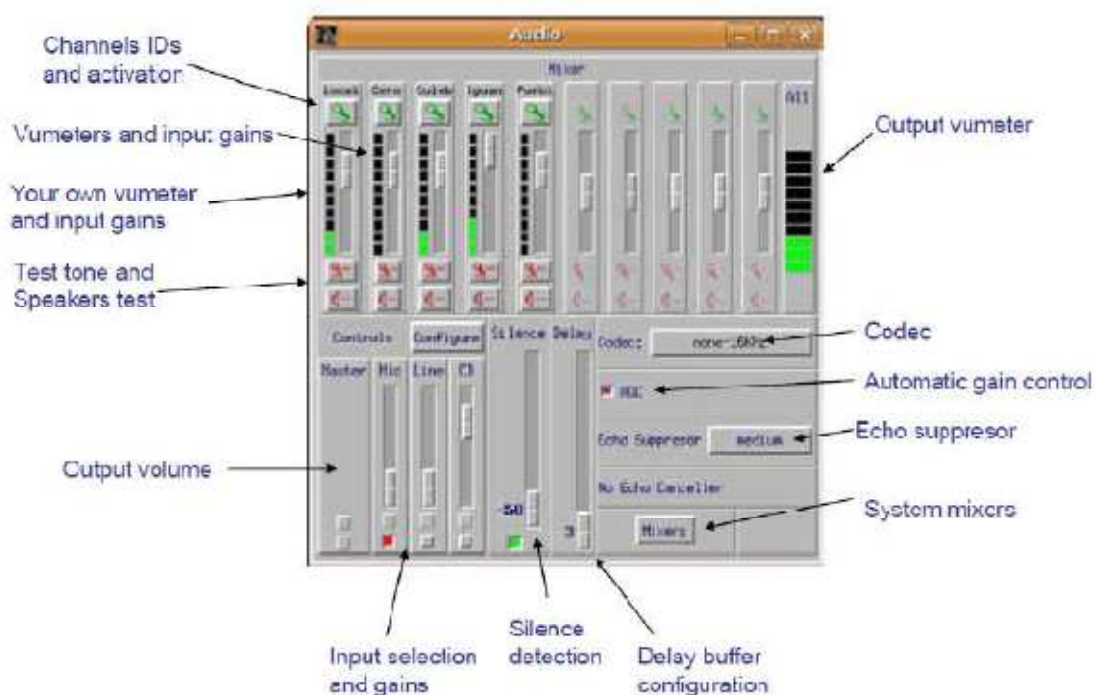 Audio
Mixer
All
Channels IDs
and activator
Vumeters and input gains
Your own vumeter
and input gains
Test tone and
Speakers test
Output vumeter
Controls
Configure
Silence
Delay
Codec:
Master
Mic
Line
CD
AGC
Echo Suppresor
medium
No Echo Canceller
-50
3
Mixers
Codec
Automatic gain control
Echo suppresor
System mixers
Output volume
Input selection
and gains
Silence
detection
Delay buffer
configuration